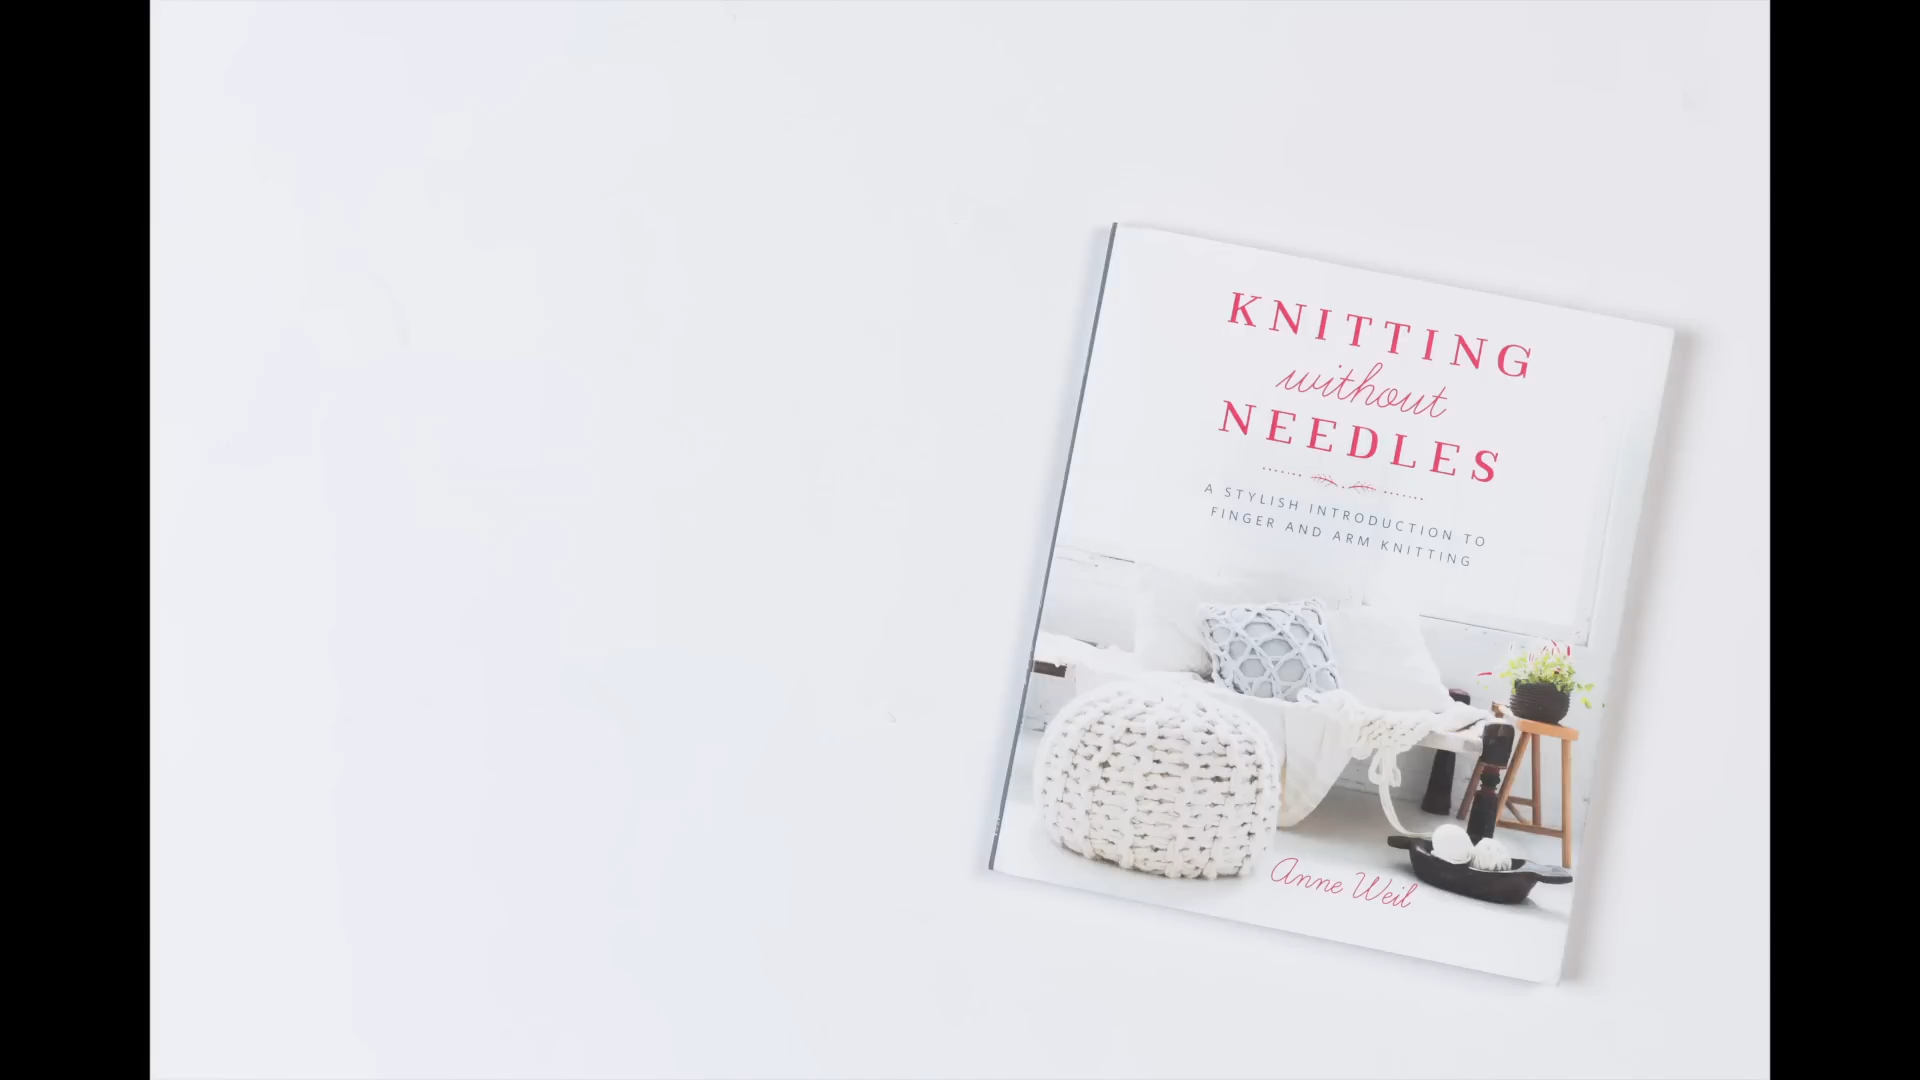 KNITTING
without
NEEDLES
A STYLISH INTRODUCTION TO
FINGER AND ARM KNITTING
Anne Weil